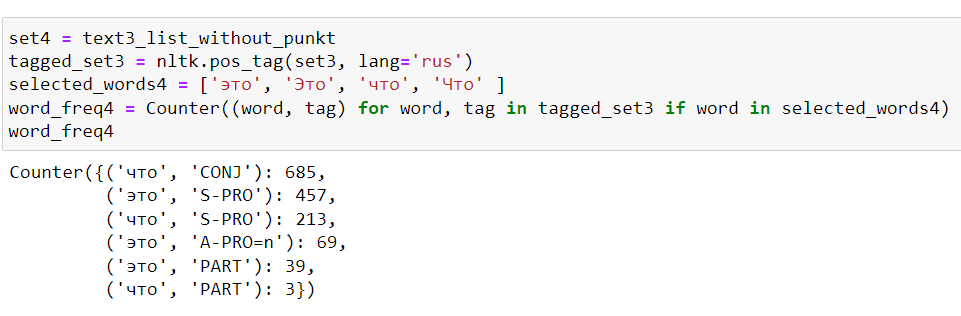 set4 = text3_list_without_punkt
tagged_set3 = nltk.pos_tag(set3, lang='rus')
selected_words4 = ['это', 'Это', 'что', 'Что' ]
word_freq4 = Counter((word, tag) for word, tag in tagged_set3 if word in selected_words4)
word_freq4
Counter({('что', 'CONJ'): 685,
('это', 'S-PRO'): 457,
('что', 'S-PRO'): 213,
('это', 'A-PRO=n'): 69,
('это', 'PART'): 39,
('что', 'PART'): 3})